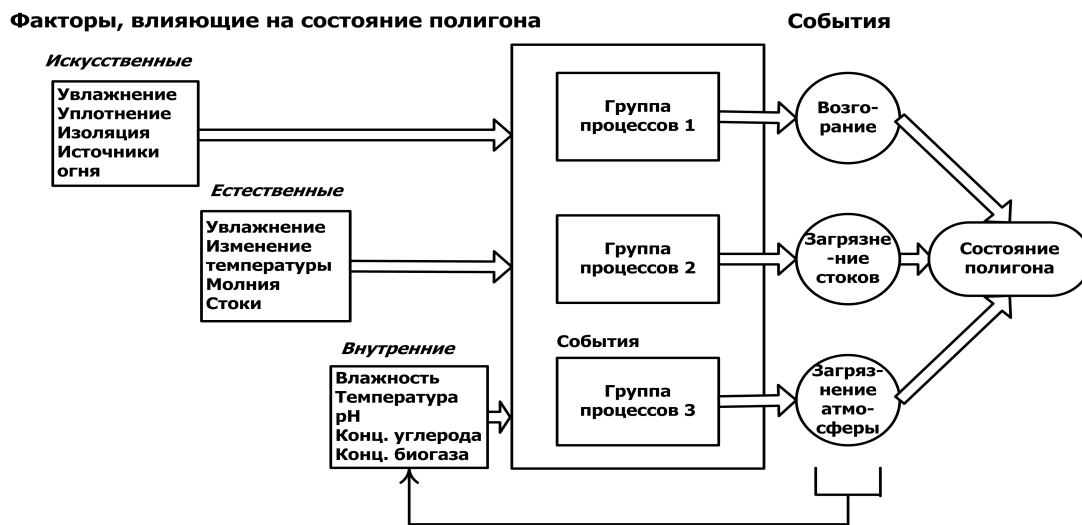 Факторы, влияющие на состояние полигона
События
Искусственные
Увлажнение
Уплотнение
Изоляция
Источники
огня
Группа
процессов 1
Возго-
рание
Естественные
Увлажнение
Изменение
температуры
Молния
Стоки
Группа
процессов 2
Загрязне
-ние
стоков
Состояние
полигона
Внутренние
Влажность
Температура
pH
Конц. углерода
Конц. биогаза
События
Группа
процессов 3
Загряз-
нение
атмо-
сферы